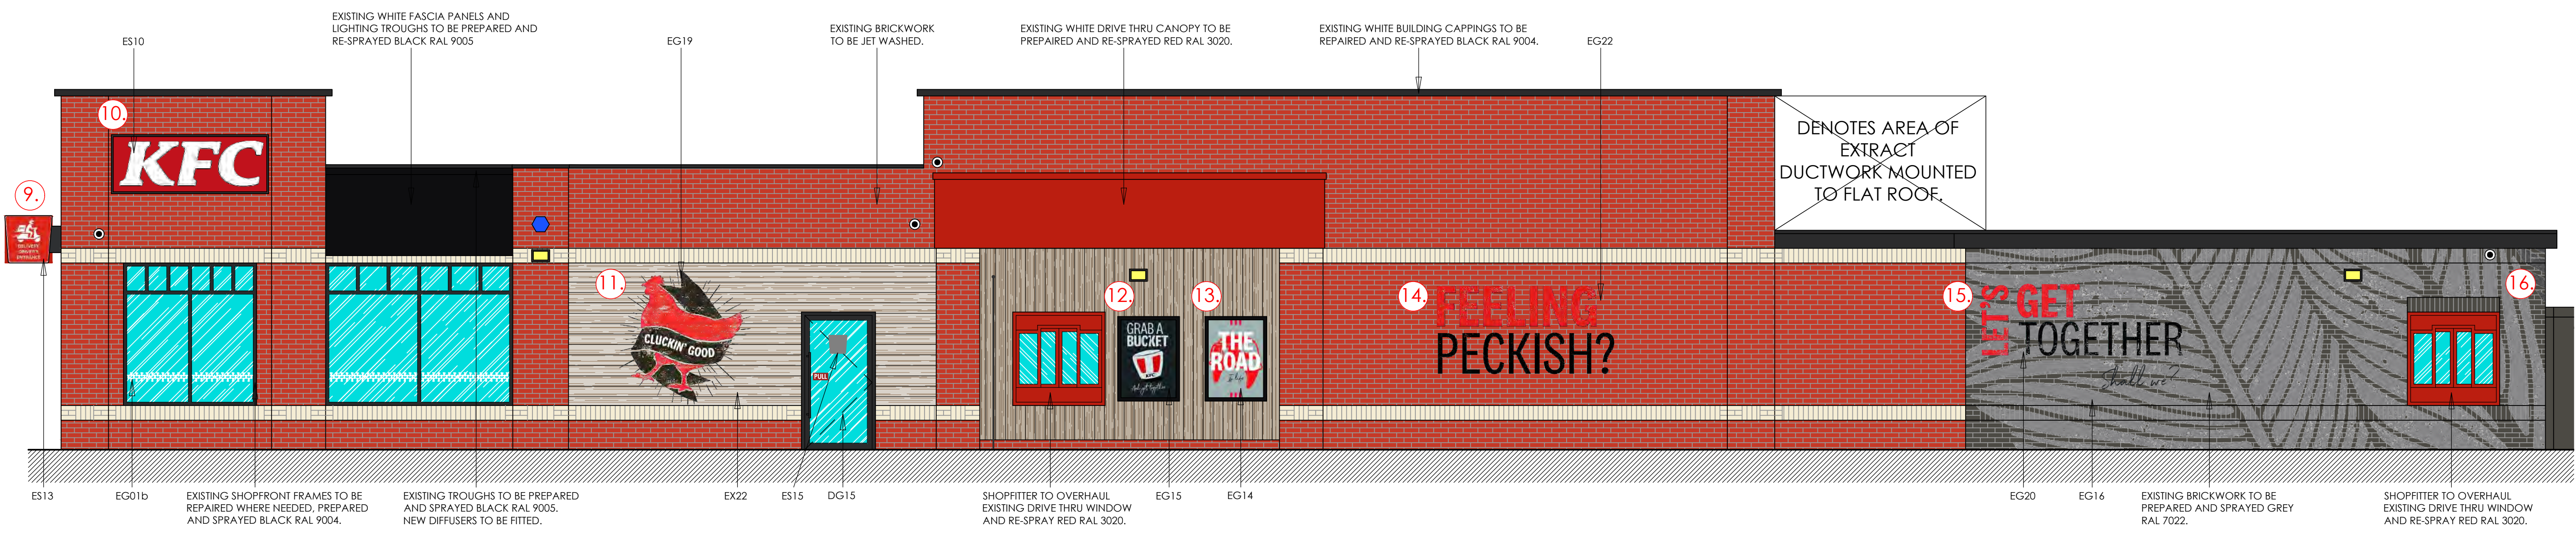 ES10
EXISTING WHITE FASCIA PANELS AND
LIGHTING TROUGHS TO BE PREPARED AND
RE-SPRAYED BLACK RAL 9005
EG19
EXISTING BRICKWORK
TO BE JET WASHED.
EXISTING WHITE DRIVE THRU CANOPY TO BE
PREPAIRED AND RE-SPRAYED RED RAL 3020.
EXISTING WHITE BUILDING CAPPINGS TO BE
REPAIRED AND RE-SPRAYED BLACK RAL 9004.
EG22
10.
KFC
9.
DENOTES AREA OF
EXTRACT
DUCTWORK MOUNTED
TO FLAT ROOF.
11.
CLUCKIN' GOOD
PULL
12.
GRAB A
BUCKET
KFC
13.
THE
ROAD
14.
FEELING
PECKISH?
15.
LET'S
GET
TOGETHER
shall we?
16.
ES13
EG01b
EXISTING SHOPFRONT FRAMES TO BE
REPAIRED WHERE NEEDED, PREPARED
AND SPRAYED BLACK RAL 9004.
EXISTING TROUGHS TO BE PREPARED
AND SPRAYED BLACK RAL 9005.
NEW DIFFUSERS TO BE FITTED.
EX22
ES15
DG15
SHOPFITTER TO OVERHAUL
EXISTING DRIVE THRU WINDOW
AND RE-SPRAY RED RAL 3020.
EG15
EG14
EG20
EG16
EXISTING BRICKWORK TO BE
PREPARED AND SPRAYED GREY
RAL 7022.
SHOPFITTER TO OVERHAUL
EXISTING DRIVE THRU WINDOW
AND RE-SPRAY RED RAL 3020.